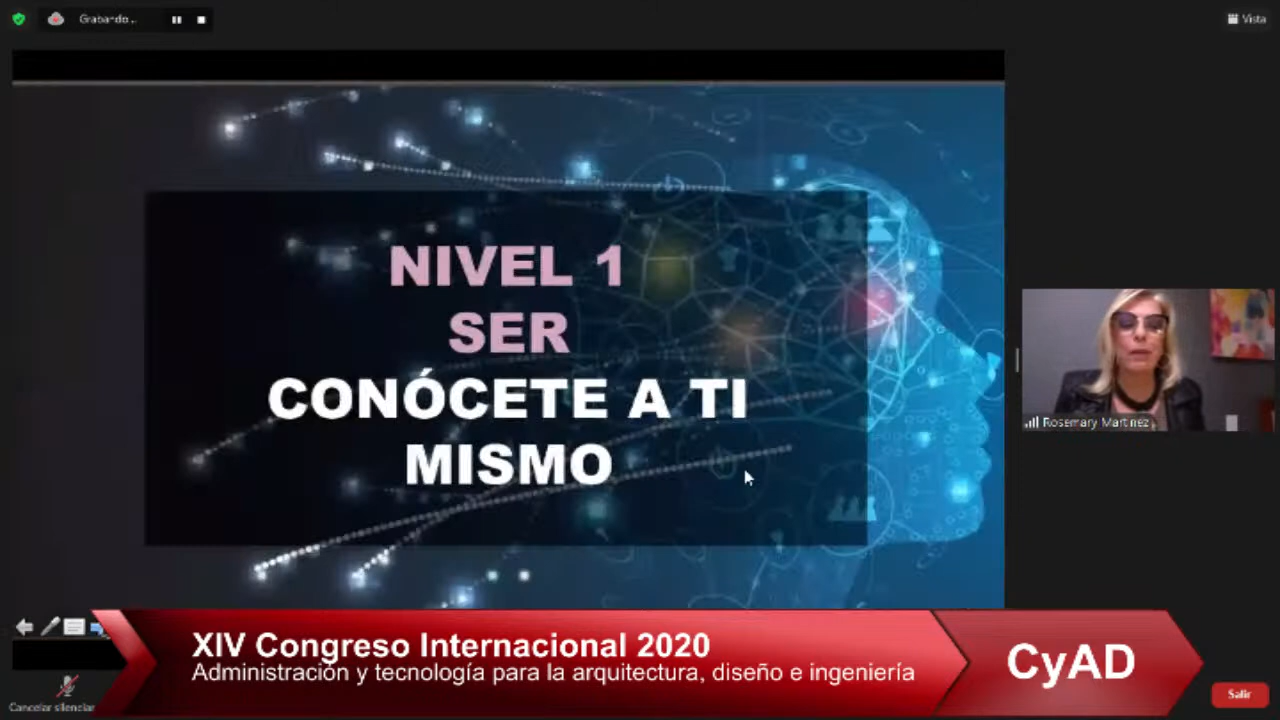 Grabando...
Vista
NIVEL 1
SER
CONÓCETE A TI
MISMO
Rosemary Martinez
XIV Congreso Internacional 2020
Administración y tecnología para la arquitectura, diseño e ingeniería
CyAD
Cancelar silenciar
Salir